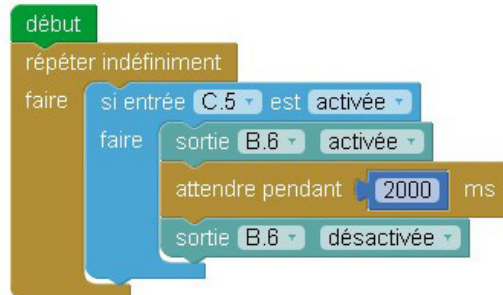 début
répéter indéfiniment
faire si entrée C.5 est activée
faire sortie B.6 activée
attendre pendant 2000 ms
sortie B.6 désactivée